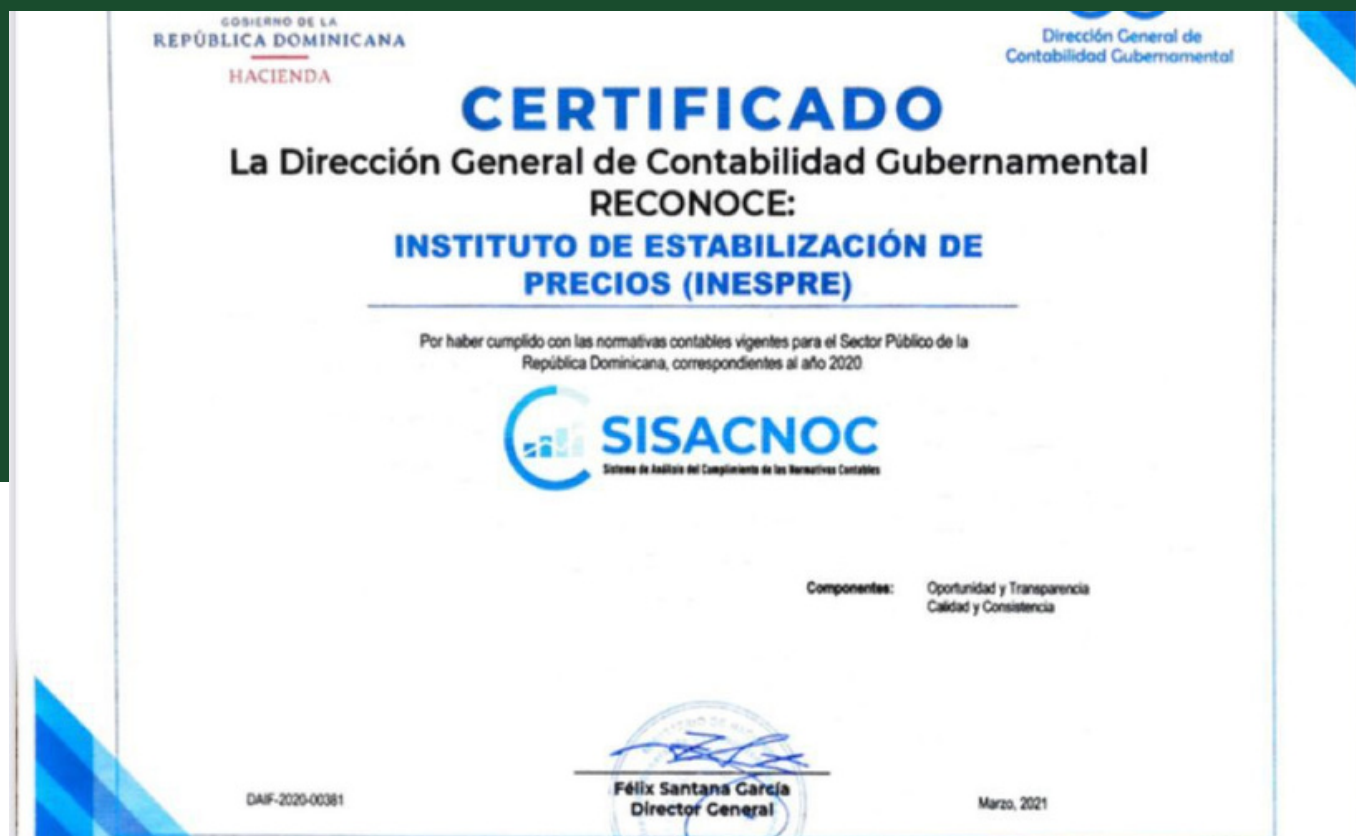 GOBIERNO DE LA
REPÚBLICA DOMINICANA
HACIENDA
Dirección General de
Contabilidad Gubernamental
CERTIFICADO
La Dirección General de Contabilidad Gubernamental
RECONOCE:
INSTITUTO DE ESTABILIZACIÓN DE
PRECIOS (INESPRE)
Por haber cumplido con las normativas contables vigentes para el Sector Público de la
República Dominicana, correspondientes al año 2020
SISACNOC
Sistema de Análisis del Cumplimiento de las Normativas Contables
Componentes: Oportunidad y Transparencia
Calidad y Consistencia
Félix Santana García
Director General
DAIF-2020-00381
Marzo, 2021